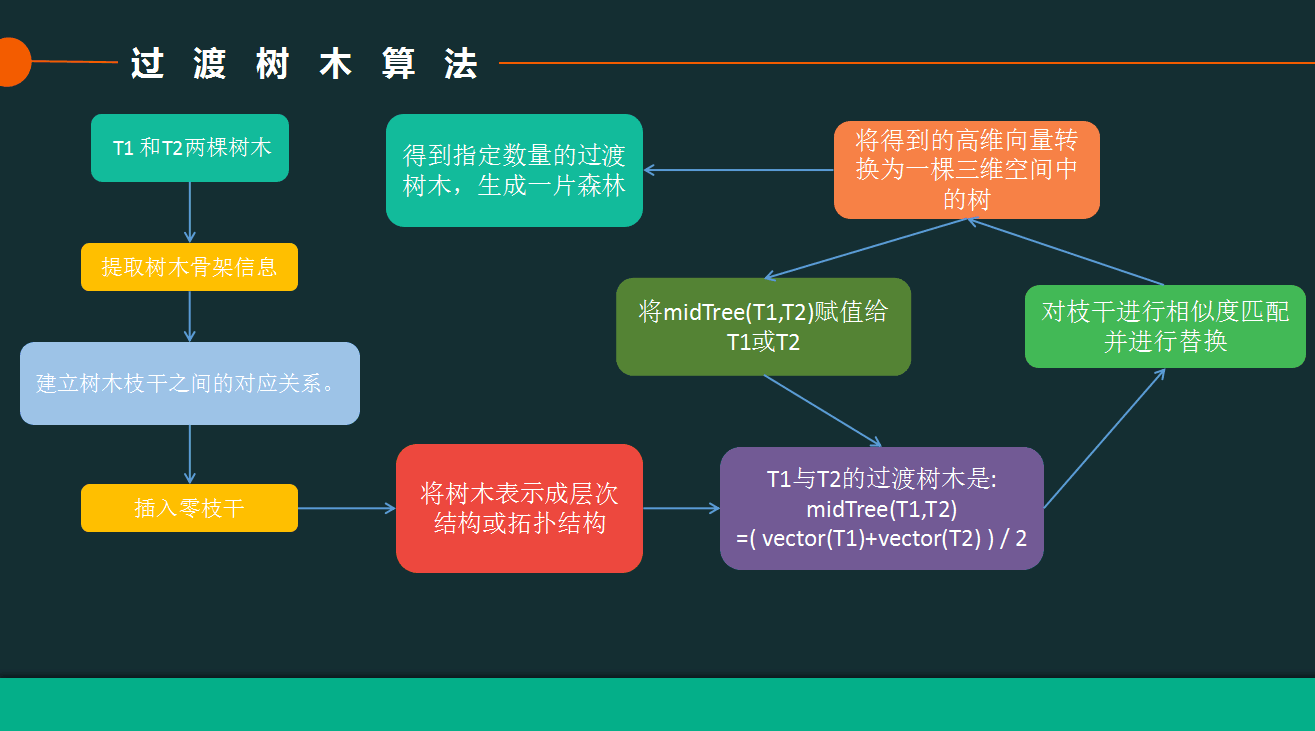 过渡树木算法
T1 和T2两棵树木
提取树木骨架信息
建立树木枝干之间的对应关系。
插入零枝干
将树木表示成层次
结构或拓扑结构
T1与T2的过渡树木是:
midTree(T1,T2)
=( vector(T1)+vector(T2) ) / 2
对枝干进行相似度匹配
并进行替换
将得到的高维向量转
换为一棵三维空间中
的树
将midTree(T1,T2)赋值给
T1或T2
得到指定数量的过渡
树木，生成一片森林